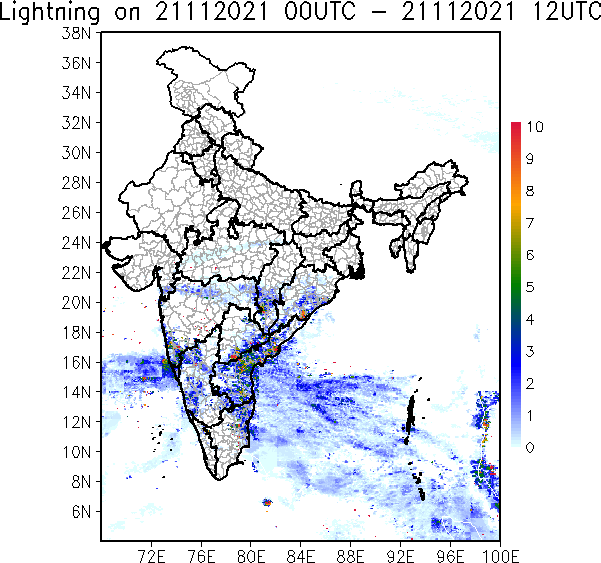 Lightning on 21112021 00UTC – 21112021 12UTC
38N
36N
34N
32N
30N
28N
26N
24N
22N
20N
18N
16N
14N
12N
10N
8N
6N
72E 76E 80E 84E 88E 92E 96E 100E
10
9
8
7
6
5
4
3
2
1
0